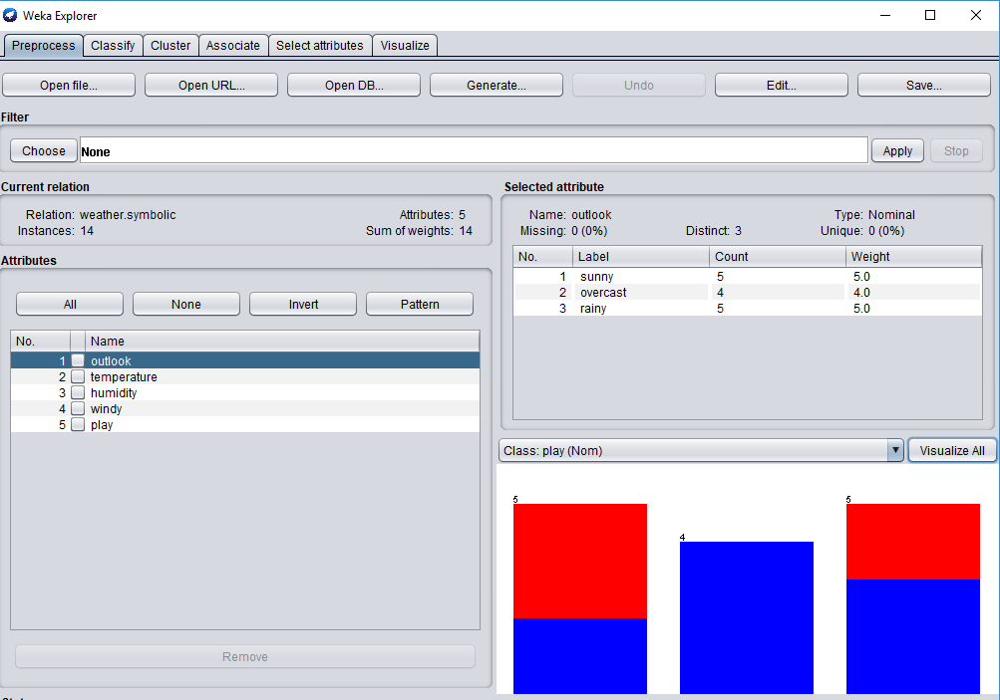 Weka Explorer
Preprocess Classify Cluster Associate Select attributes Visualize
Open file... Open URL... Open DB... Generate... Undo Edit... Save...
Filter
Choose None Apply Stop
Current relation
Relation: weather.symbolic Attributes: 5
Instances: 14 Sum of weights: 14
Attributes
All None Invert Pattern
No. Name
1 outlook
2 temperature
3 humidity
4 windy
5 play
Remove
Selected attribute
Name: outlook Type: Nominal
Missing: 0 (0%) Distinct: 3 Unique: 0 (0%)
No. Label Count Weight
1 sunny 5 5.0
2 overcast 4 4.0
3 rainy 5 5.0
Class: play (Nom) Visualize All
5 4 5